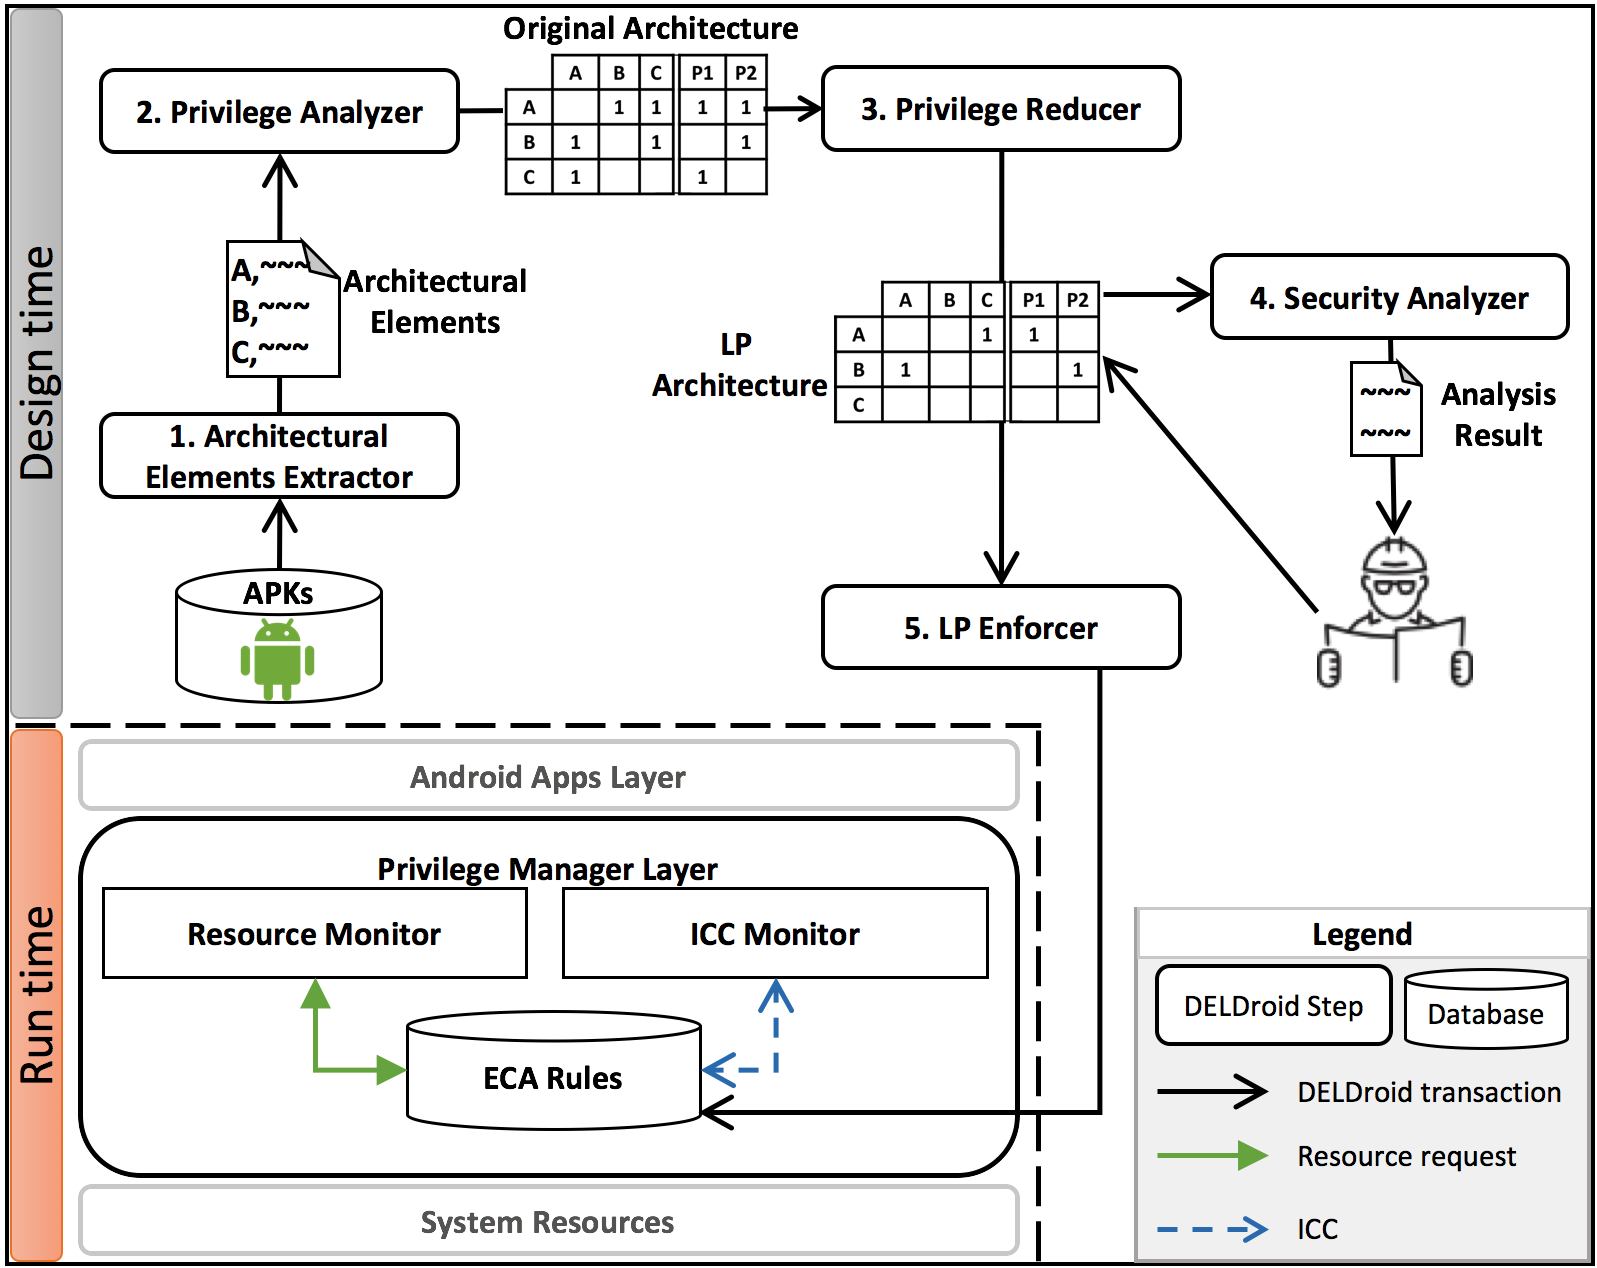 Design time
Run time
Original Architecture
2. Privilege Analyzer
A B C P1 P2
A 1 1 1 1
B 1 1 1
C 1 1
3. Privilege Reducer
A,~~~
B,~~~
C,~~~
Architectural
Elements
1. Architectural
Elements Extractor
APKs
LP
Architecture
A B C P1 P2
A 1 1
B 1 1
C
4. Security Analyzer
~~~
~~~
Analysis
Result
5. LP Enforcer
Android Apps Layer
Privilege Manager Layer
Resource Monitor
ICC Monitor
ECA Rules
System Resources
Legend
DELDroid Step
Database
DELDroid transaction
Resource request
ICC